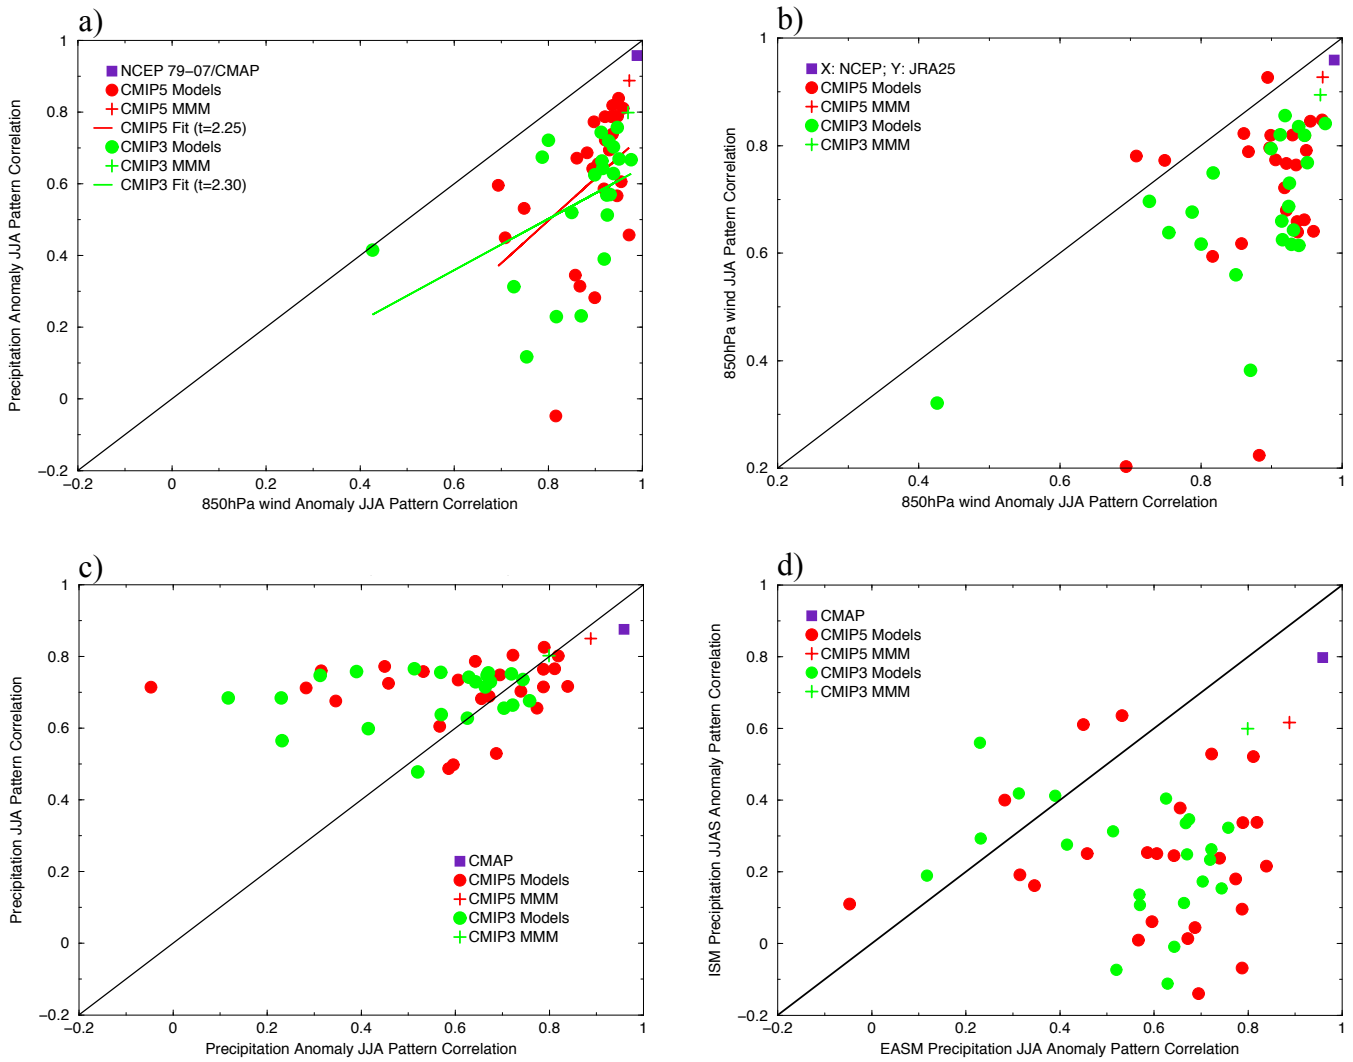 a)
Precipitation Anomaly JJA Pattern Correlation
1
0.8
0.6
0.4
0.2
0
−0.2
NCEP 79−07/CMAP
CMIP5 Models
CMIP5 MMM
CMIP5 Fit (t=2.25)
CMIP3 Models
CMIP3 MMM
CMIP3 Fit (t=2.30)
−0.2 0 0.2 0.4 0.6 0.8 1
850hPa wind Anomaly JJA Pattern Correlation
b)
850hPa wind JJA Pattern Correlation
1
0.8
0.6
0.4
0.2
X: NCEP; Y: JRA25
CMIP5 Models
CMIP5 MMM
CMIP3 Models
CMIP3 MMM
0.2 0.4 0.6 0.8 1
850hPa wind Anomaly JJA Pattern Correlation
c)
Precipitation JJA Pattern Correlation
1
0.8
0.6
0.4
0.2
0
−0.2
CMAP
CMIP5 Models
CMIP5 MMM
CMIP3 Models
CMIP3 MMM
−0.2 0 0.2 0.4 0.6 0.8 1
Precipitation Anomaly JJA Pattern Correlation
d)
ISM Precipitation JJAS Anomaly Pattern Correlation
1
0.8
0.6
0.4
0.2
0
−0.2
CMAP
CMIP5 Models
CMIP5 MMM
CMIP3 Models
CMIP3 MMM
−0.2 0 0.2 0.4 0.6 0.8 1
EASM Precipitation JJA Anomaly Pattern Correlation